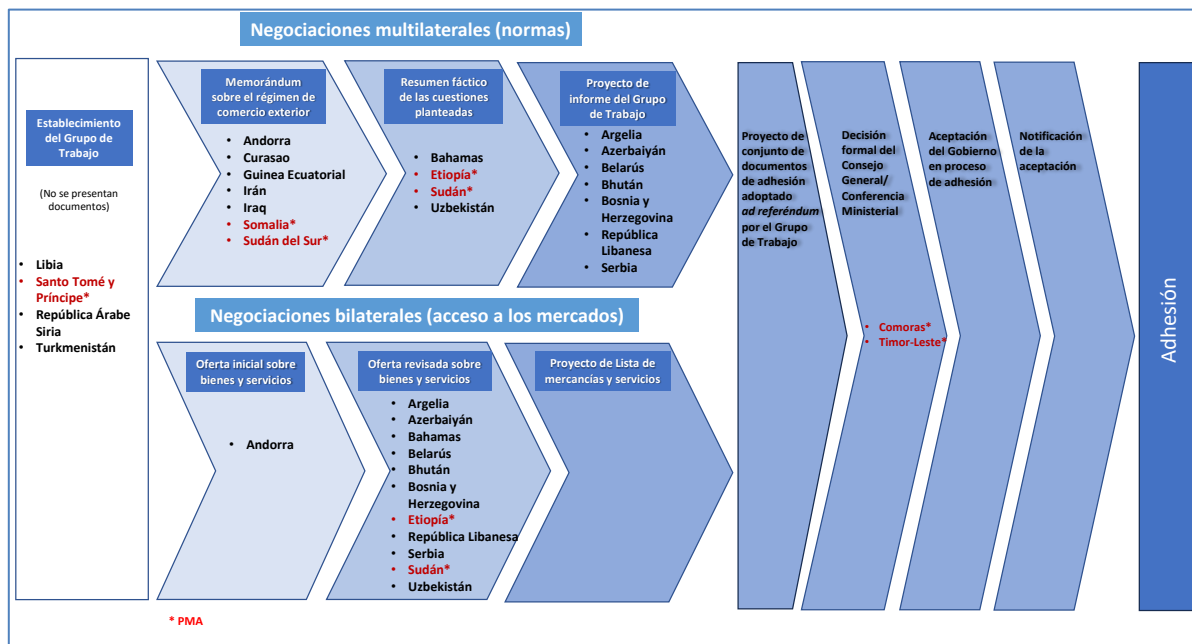 Negociaciones multilaterales (normas)
Establecimiento
del Grupo de
Trabajo
(No se presentan
documentos)
• Libia
• Santo Tomé y
Príncipe*
• República Árabe
Siria
• Turkmenistán
Memorándum
sobre el régimen de
comercio exterior
• Andorra
• Curasao
• Guinea Ecuatorial
• Irán
• Iraq
• Somalia*
• Sudán del Sur*
Resumen fáctico
de las cuestiones
planteadas
• Bahamas
• Etiopía*
• Sudán*
• Uzbekistán
Proyecto de
informe del Grupo
de Trabajo
• Argelia
• Azerbaiyán
• Belarús
• Bhután
• Bosnia y
Herzegovina
• República
Libanesa
• Serbia
Negociaciones bilaterales (acceso a los mercados)
Oferta inicial sobre
bienes y servicios
• Andorra
Oferta revisada sobre
bienes y servicios
• Argelia
• Azerbaiyán
• Bahamas
• Belarús
• Bhután
• Bosnia y
Herzegovina
• Etiopía*
• República Libanesa
• Serbia
• Sudán*
• Uzbekistán
Proyecto de Lista de
mercancías y servicios
Proyecto de
conjunto de
documentos
de adhesión
adoptado
ad referéndum
por el Grupo
de Trabajo
Decisión
formal del
Consejo
General/
Conferencia
Ministerial
• Comoras*
• Timor-Leste*
Aceptación
del Gobierno
en proceso
de adhesión
Notificación
de la
aceptación
Adhesión
* PMA